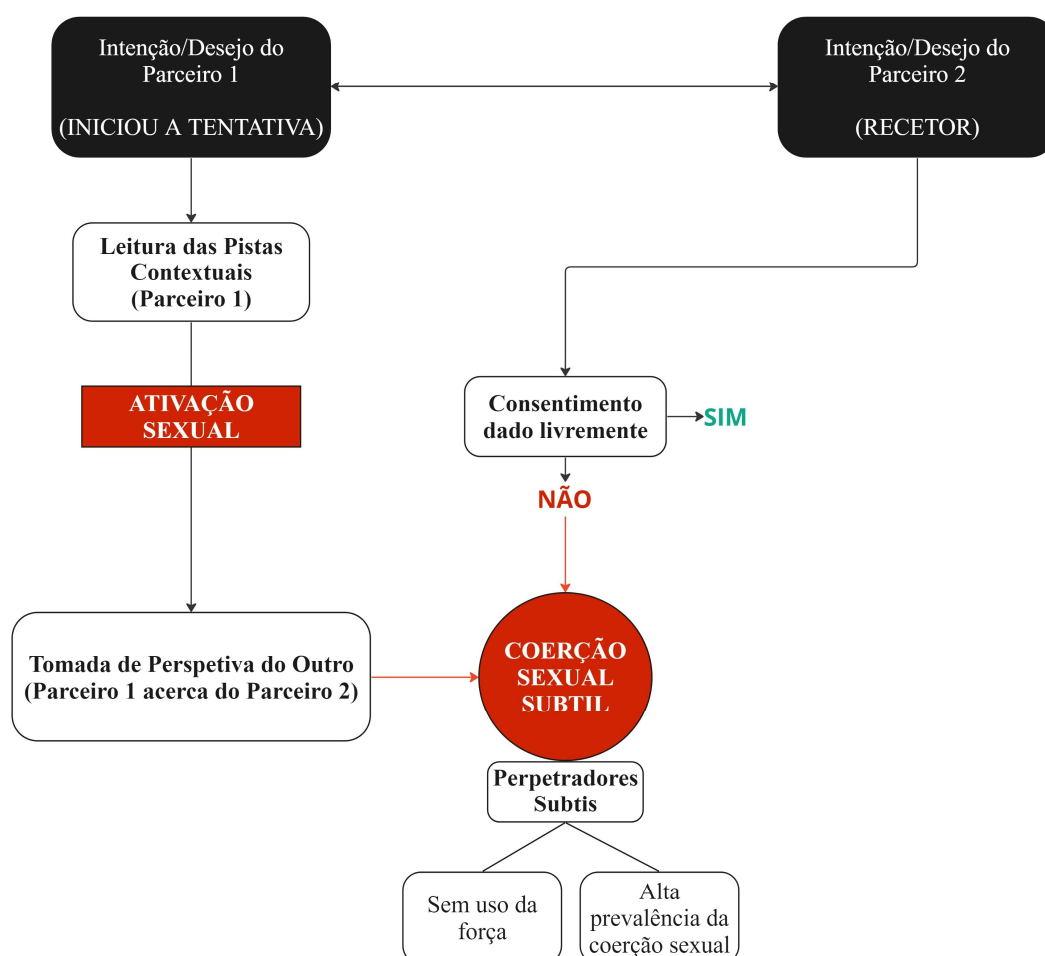 Intenção/Desejo do
Parceiro 1
(INICIOU A TENTATIVA)
Intenção/Desejo do
Parceiro 2
(RECETOR)
Leitura das Pistas
Contextuais
(Parceiro 1)
ATIVAÇÃO
SEXUAL
Consentimento
dado livremente
SIM
NÃO
Tomada de Perspetiva do Outro
(Parceiro 1 acerca do Parceiro 2)
COERÇÃO
SEXUAL
SUBTIL
Perpetradores
Subtis
Sem uso da
força
Alta
prevalência da
coerção sexual